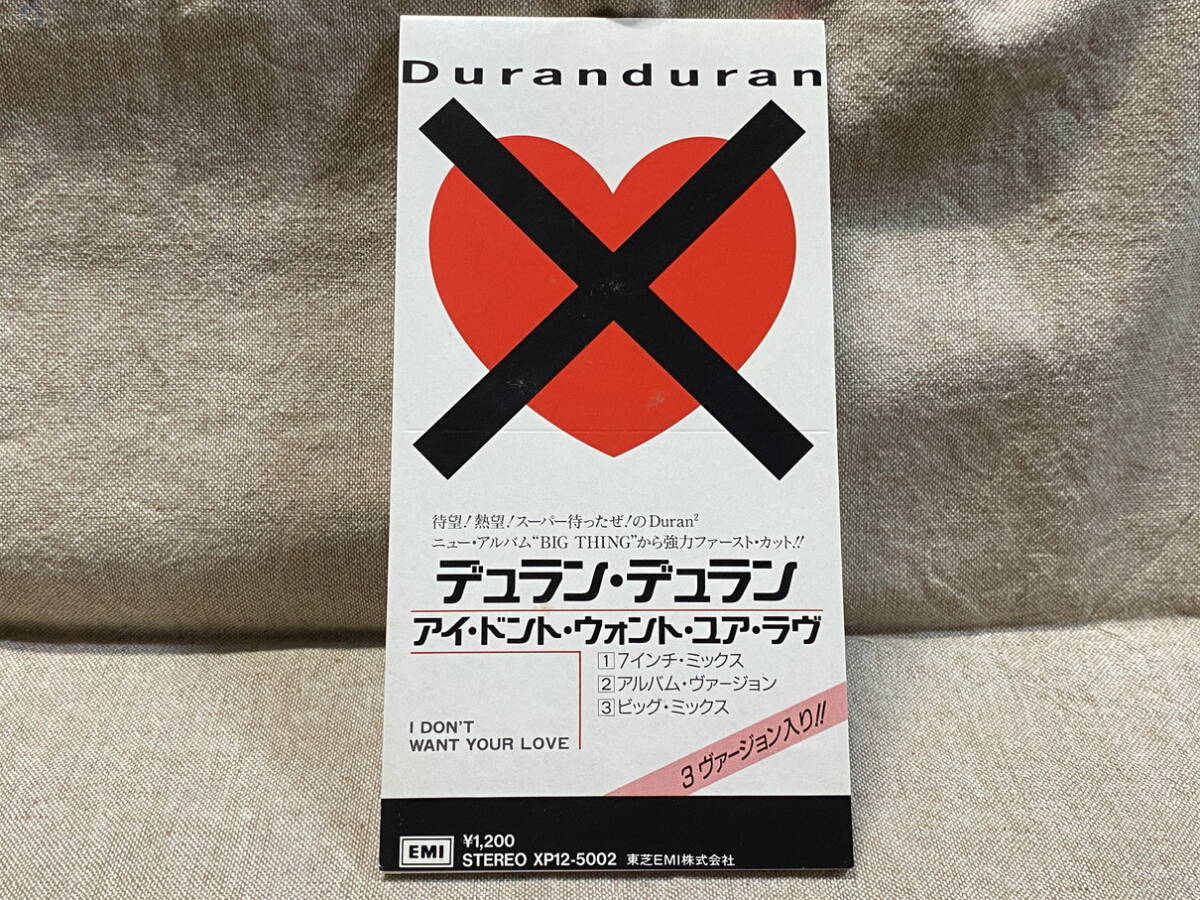 Duranduran
待望！熱望！スーパー待ったぜ！のDuran²
ニュー・アルバム“BIG THING”から強力ファースト・カット!!
デュラン・デュラン
アイ・ドント・ウォント・ユア・ラヴ
1 7インチ・ミックス
2 アルバム・ヴァージョン
3 ビッグ・ミックス
I DON'T
WANT YOUR LOVE
3ヴァージョン入り!!
EMI
¥1,200
STEREO XP12-5002 東芝EMI株式会社